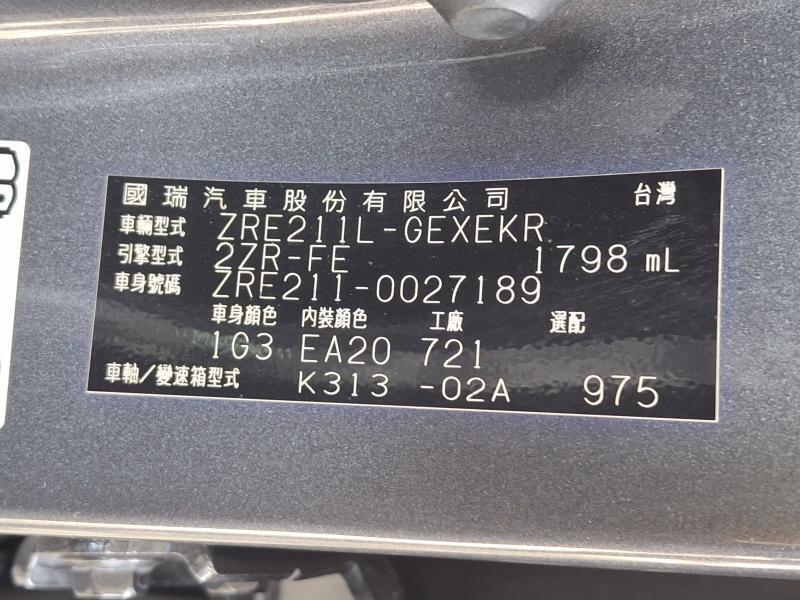 國瑞汽車股份有限公司 台灣
車輛型式 ZRE211L-GEXEKR
引擎型式 2ZR-FE 1798 mL
車身號碼 ZRE211-0027189
車身顏色 內裝顏色 工廠 選配
1G3 EA20 721
車軸/變速箱型式 K313 -02A 975